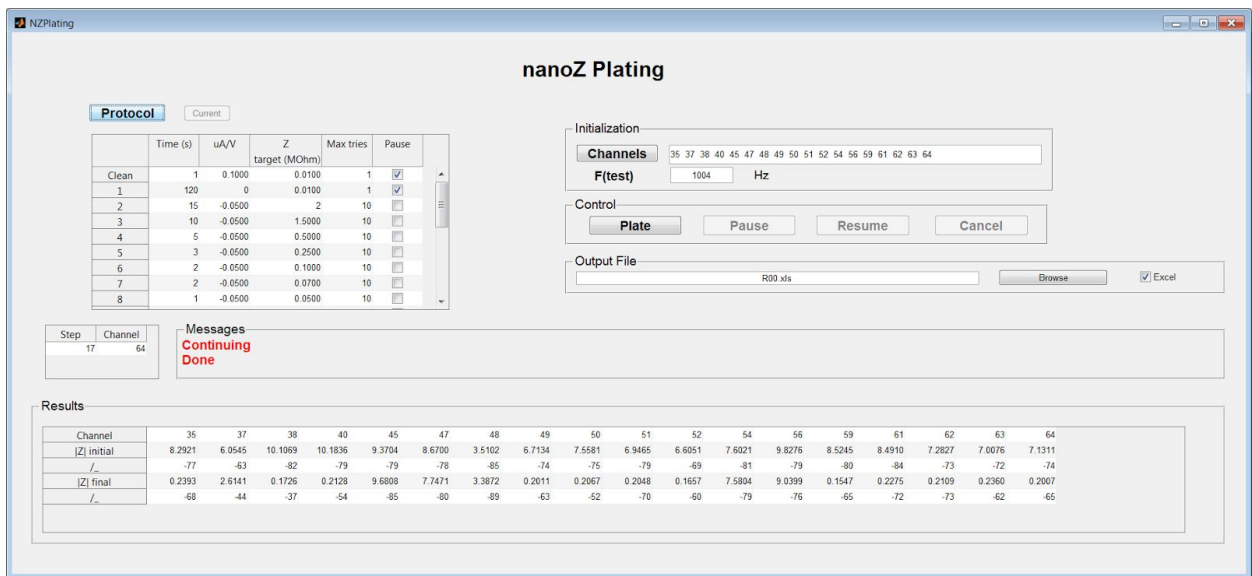 NZPlating
nanoZ Plating
Protocol Current
Time (s) uA/V Z target (MOhm) Max tries Pause
Clean 1 0.1000 0.0100 1
1 120 0 0.0100 1
2 15 -0.0500 2 10
3 10 -0.0500 1.5000 10
4 5 -0.0500 0.5000 10
5 3 -0.0500 0.2500 10
6 2 -0.0500 0.1000 10
7 2 -0.0500 0.0700 10
8 1 -0.0500 0.0500 10
Initialization
Channels 35 37 38 40 45 47 48 49 50 51 52 54 56 59 61 62 63 64
F(test) 1004 Hz
Control
Plate Pause Resume Cancel
Output File
R00.xls Browse Excel
Step Channel
17 64
Messages
Continuing
Done
Results
Channel 35 37 38 40 45 47 48 49 50 51 52 54 56 59 61 62 63 64
|Z| initial 8.2921 6.0545 10.1069 10.1836 9.3704 8.6700 3.5102 6.7134 7.5581 6.9465 6.6051 7.6021 9.8276 8.5245 8.4910 7.2827 7.0076 7.1311
/_ -77 -63 -82 -79 -79 -78 -85 -74 -75 -79 -69 -81 -79 -80 -84 -73 -72 -74
|Z| final 0.2393 2.6141 0.1726 0.2128 9.6808 7.7471 3.3872 0.2011 0.2067 0.2048 0.1657 7.5804 9.0399 0.1547 0.2275 0.2109 0.2360 0.2007
/_ -68 -44 -37 -54 -85 -80 -89 -63 -52 -70 -60 -79 -76 -65 -72 -73 -62 -65